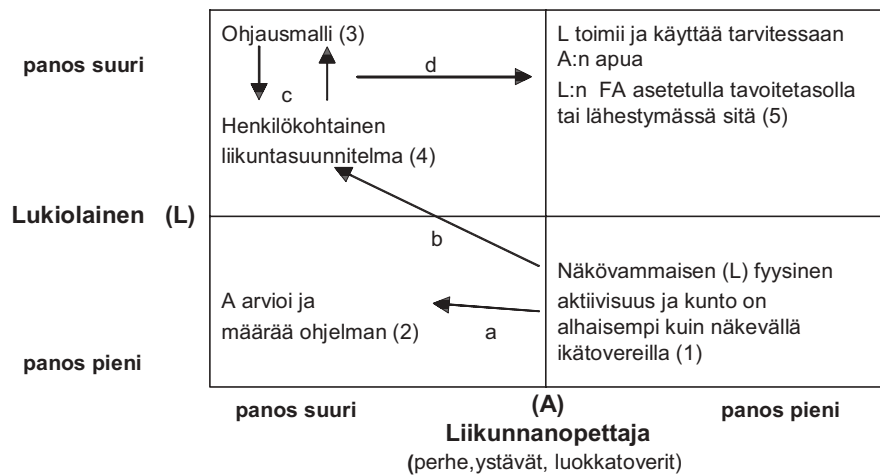 Ohjausmalli (3)
d
c
Henkilökohtainen
liikuntasuunnitelma (4)
L toimii ja käyttää tarvitessaan
A:n apua
L:n FA asetetulla tavoitetasolla
tai lähestymässä sitä (5)
panos suuri
Lukiolainen (L)
b
A arvioi ja
määrää ohjelman (2)
a
Näkövammaisen (L) fyysinen
aktiivisuus ja kunto on
alhaisempi kuin näkevällä
ikätovereilla (1)
panos pieni
panos suuri
(A)
panos pieni
Liikunnanopettaja
(perhe,ystävät, luokkatoverit)